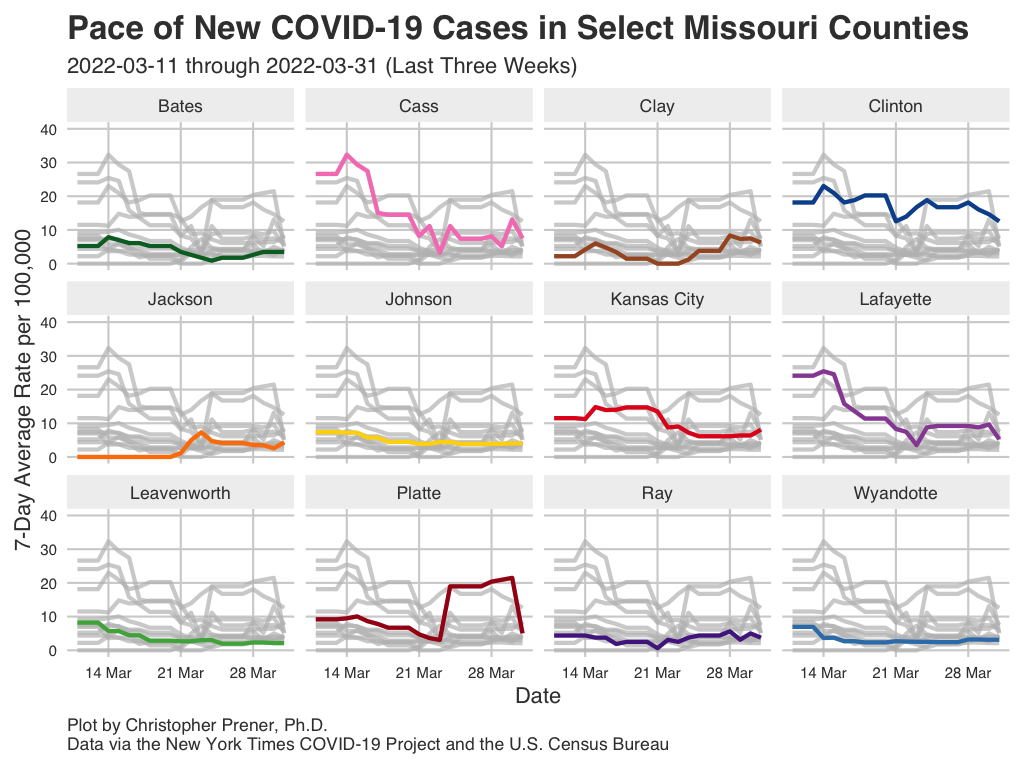 Pace of New COVID-19 Cases in Select Missouri Counties
2022-03-11 through 2022-03-31 (Last Three Weeks)
7-Day Average Rate per 100,000
Bates Cass Clay Clinton
40
30
20
10
0
Jackson Johnson Kansas City Lafayette
40
30
20
10
0
Leavenworth Platte Ray Wyandotte
40
30
20
10
0
14 Mar 21 Mar 28 Mar 14 Mar 21 Mar 28 Mar 14 Mar 21 Mar 28 Mar 14 Mar 21 Mar 28 Mar
Date
Plot by Christopher Prener, Ph.D.
Data via the New York Times COVID-19 Project and the U.S. Census Bureau